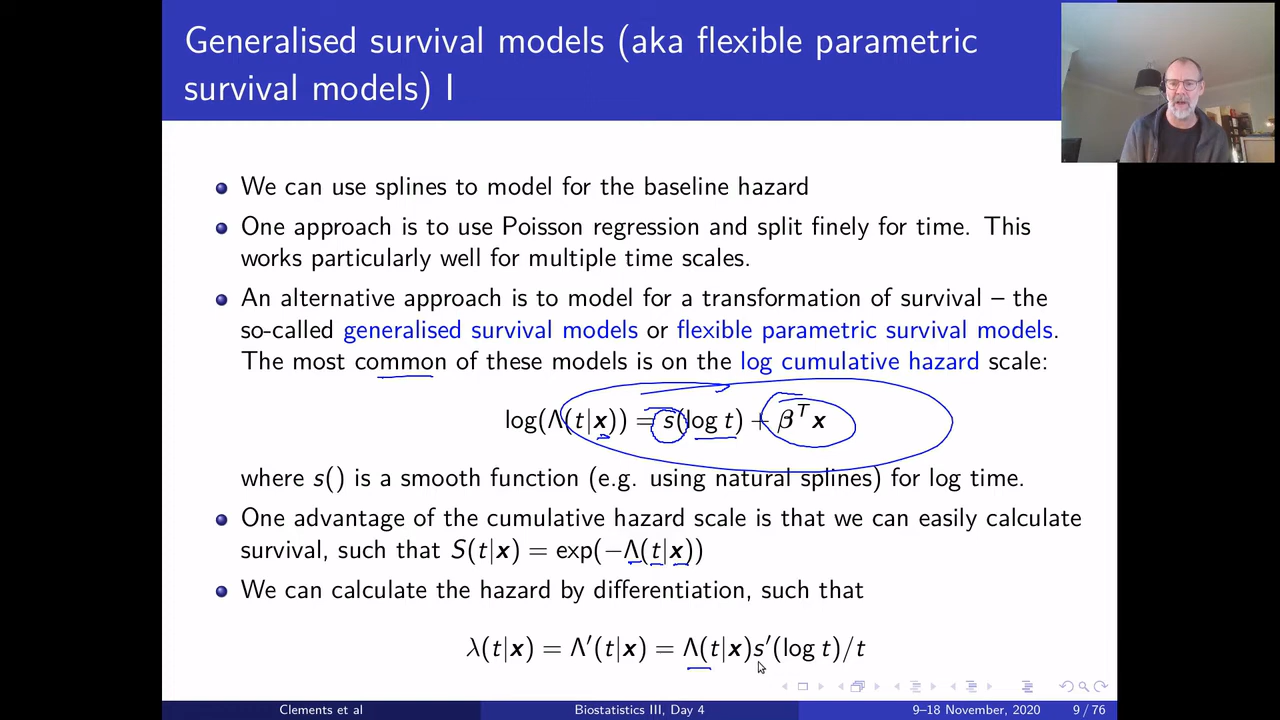 Generalised survival models (aka flexible parametric
survival models) I
We can use splines to model for the baseline hazard
One approach is to use Poisson regression and split finely for time. This
works particularly well for multiple time scales.
An alternative approach is to model for a transformation of survival – the
so-called generalised survival models or flexible parametric survival models.
The most common of these models is on the log cumulative hazard scale:
log(Λ(t|x)) = s(log t) + βᵀx
where s() is a smooth function (e.g. using natural splines) for log time.
One advantage of the cumulative hazard scale is that we can easily calculate
survival, such that S(t|x) = exp(−Λ(t|x))
We can calculate the hazard by differentiation, such that
λ(t|x) = Λ′(t|x) = Λ(t|x)s′(log t)/t
Clements et al
Biostatistics III, Day 4
9–18 November, 2020
9 / 76